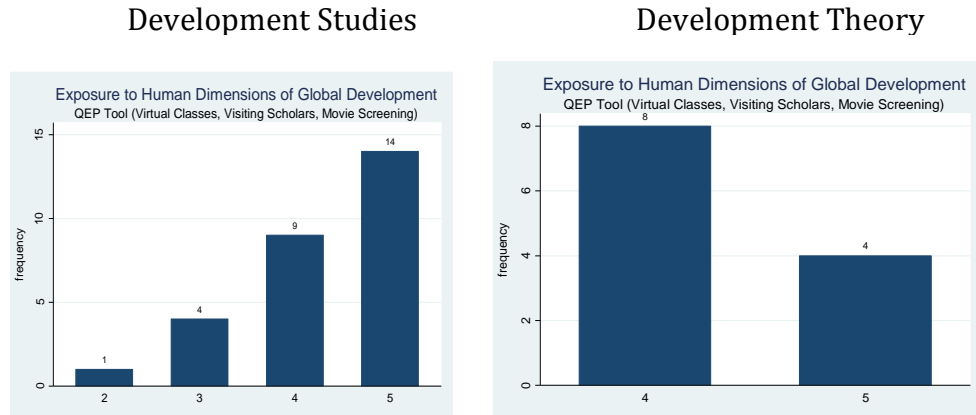 Development Studies
Development Theory
Exposure to Human Dimensions of Global Development
QEP Tool (Virtual Classes, Visiting Scholars, Movie Screening)
frequency
15
10
5
0
1
4
9
14
2
3
4
5
Exposure to Human Dimensions of Global Development
QEP Tool (Virtual Classes, Visiting Scholars, Movie Screening)
frequency
8
6
4
2
0
8
4
4
5